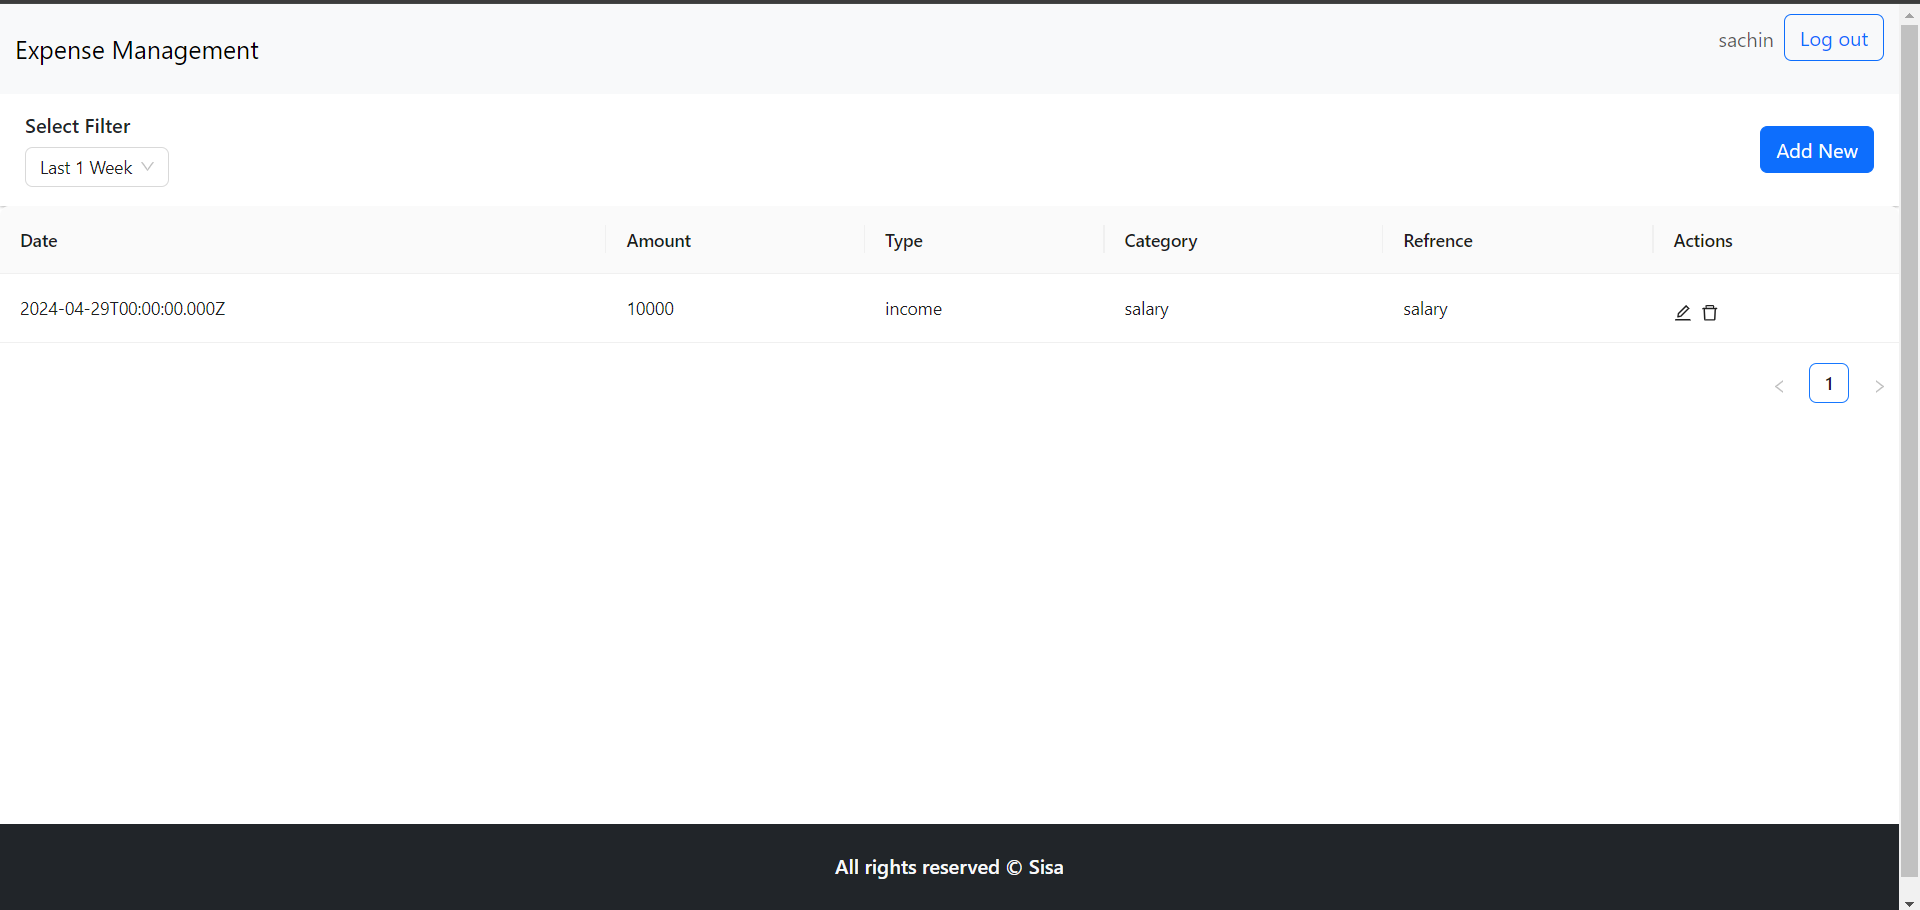 Expense Management
sachin
Log out
Select Filter
Last 1 Week
Add New
Date Amount Type Category Refrence Actions
2024-04-29T00:00:00.000Z 10000 income salary salary
< 1 >
All rights reserved © Sisa